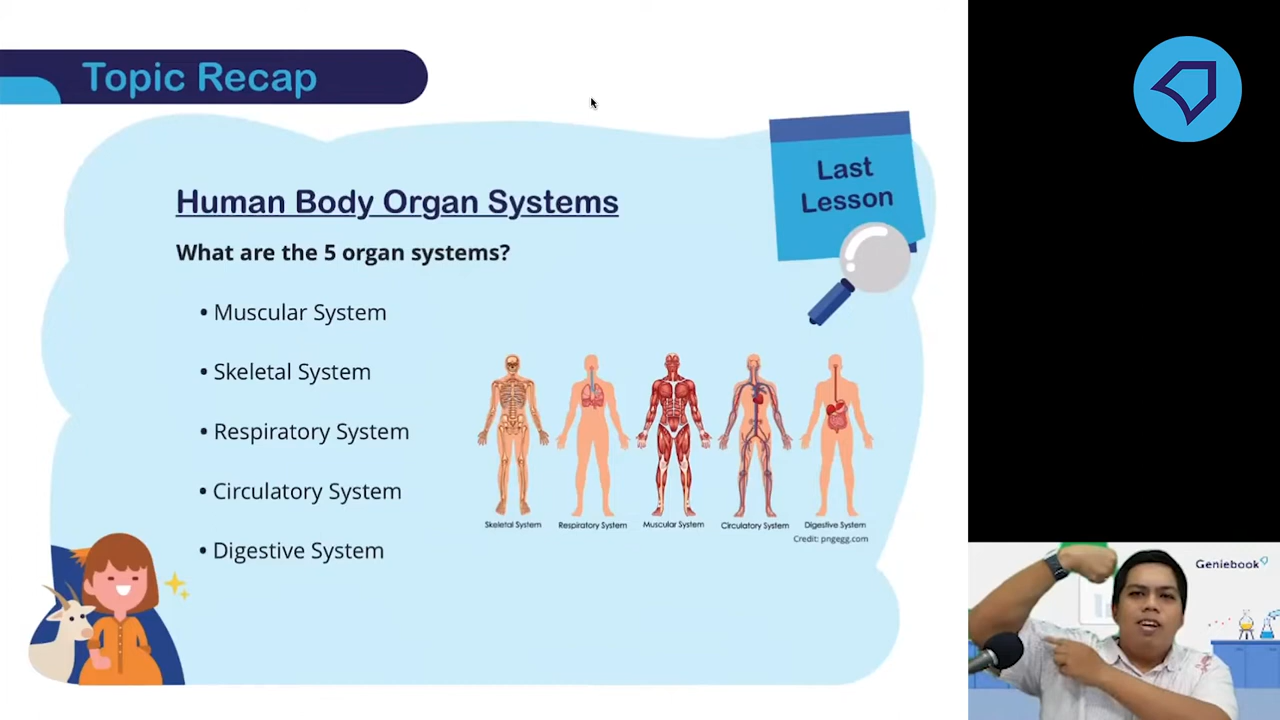 Topic Recap
Last
Lesson
Human Body Organ Systems
What are the 5 organ systems?
• Muscular System
• Skeletal System
• Respiratory System
• Circulatory System
• Digestive System
Skeletal System
Respiratory System
Muscular System
Circulatory System
Digestive System
Credit: pngegg.com
Geniebook